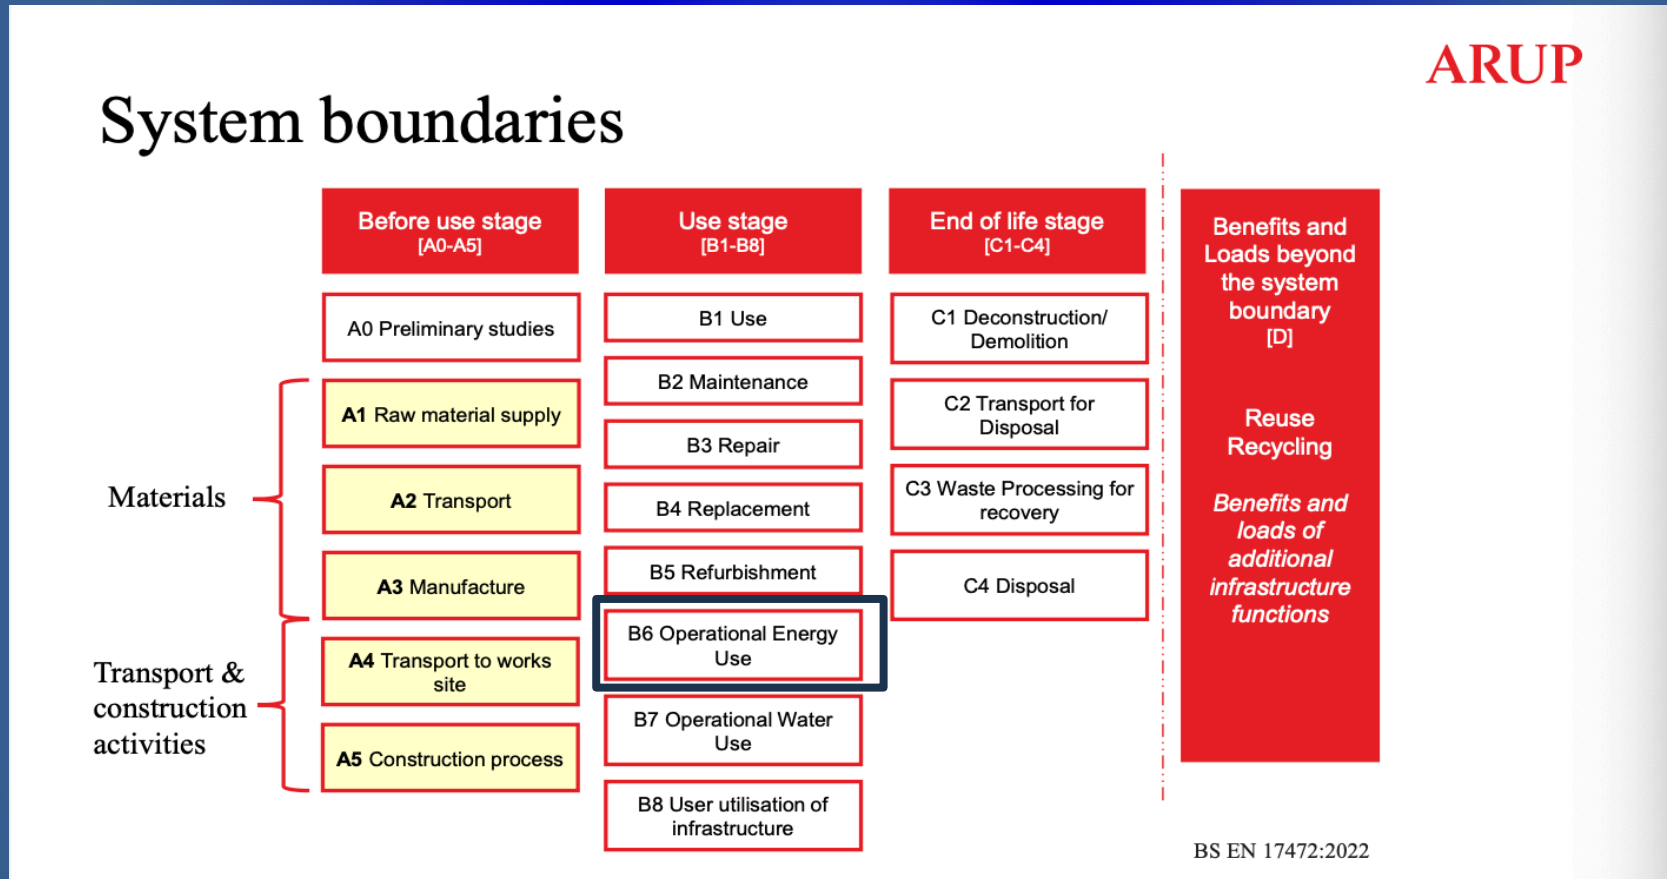 ARUP
System boundaries
Before use stage
[A0-A5]
A0 Preliminary studies
A1 Raw material supply
A2 Transport
A3 Manufacture
A4 Transport to works
site
A5 Construction process
Materials
Transport &
construction
activities
Use stage
[B1-B8]
B1 Use
B2 Maintenance
B3 Repair
B4 Replacement
B5 Refurbishment
B6 Operational Energy
Use
B7 Operational Water
Use
B8 User utilisation of
infrastructure
End of life stage
[C1-C4]
C1 Deconstruction/
Demolition
C2 Transport for
Disposal
C3 Waste Processing for
recovery
C4 Disposal
Benefits and
Loads beyond
the system
boundary
[D]
Reuse
Recycling
Benefits and
loads of
additional
infrastructure
functions
BS EN 17472:2022